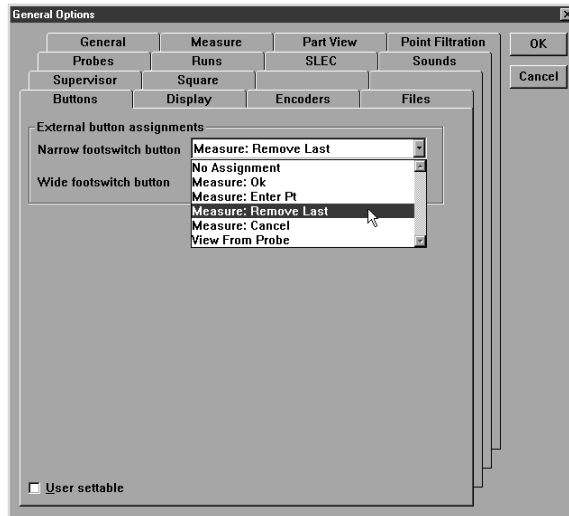 General Options
General Measure Part View Point Filtration
OK
Probes Runs SLEC Sounds
Cancel
Supervisor Square
Buttons Display Encoders Files
External button assignments
Narrow footswitch button Measure: Remove Last
No Assignment
Measure: Ok
Wide footswitch button
Measure: Enter Pt
Measure: Remove Last
Measure: Cancel
View From Probe
User settable